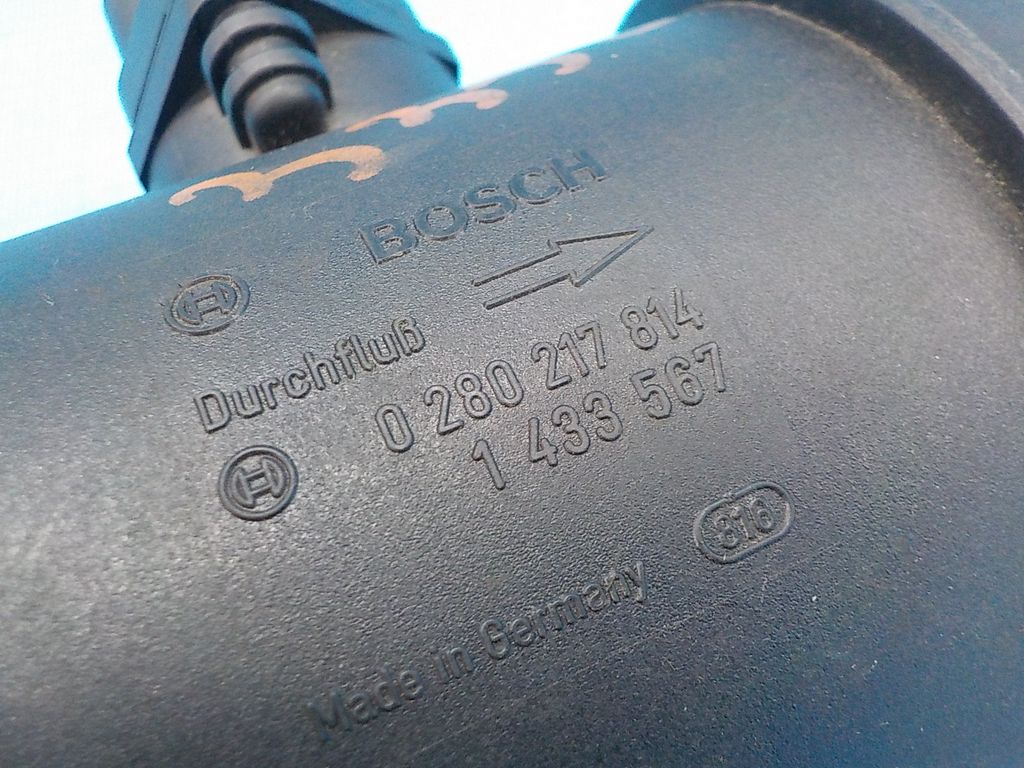 BOSCH
Durchfluß
0 280 217 814
1 433 567
816
Made in Germany